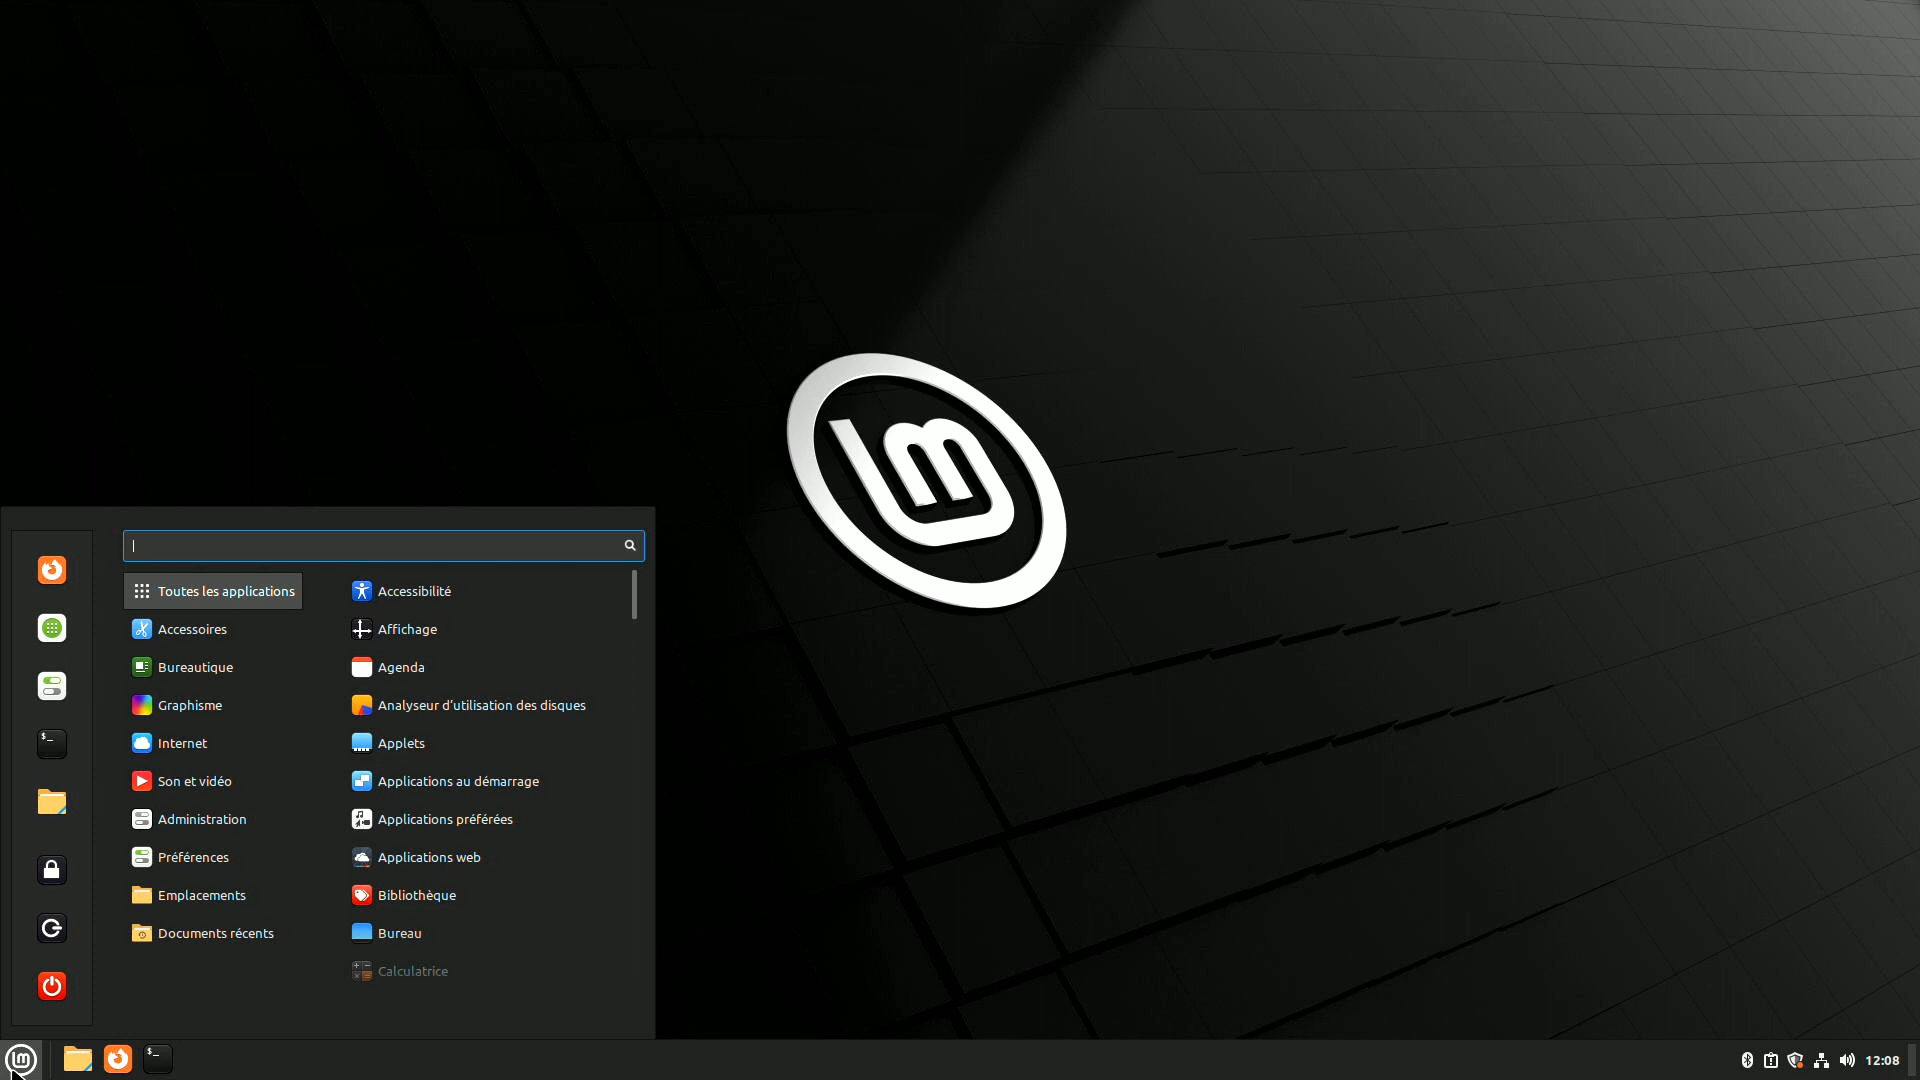 Toutes les applications
Accessoires
Bureautique
Graphisme
Internet
Son et vidéo
Administration
Préférences
Emplacements
Documents récents
Accessibilité
Affichage
Agenda
Analyseur d'utilisation des disques
Applets
Applications au démarrage
Applications préférées
Applications web
Bibliothèque
Bureau
Calculatrice
12:08